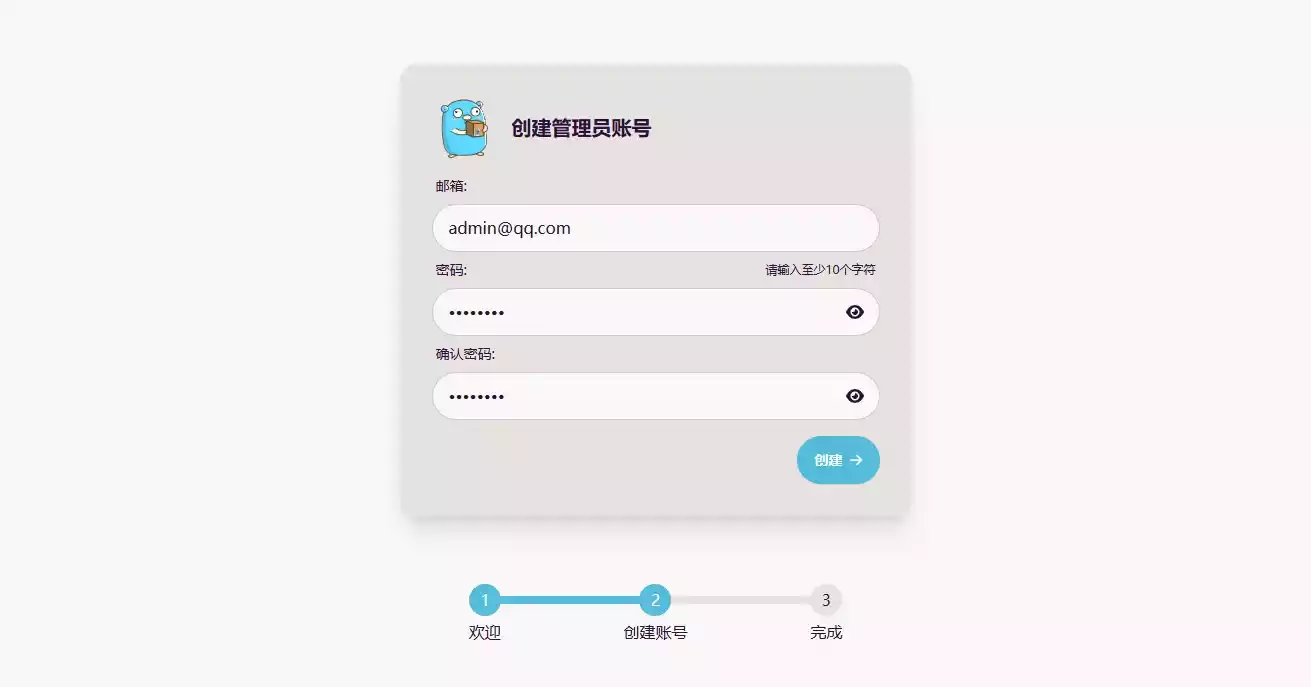 创建管理员账号
邮箱:
admin@qq.com
密码: 请输入至少10个字符
••••••••
确认密码:
••••••••
创建 →
1 2 3
欢迎 创建账号 完成